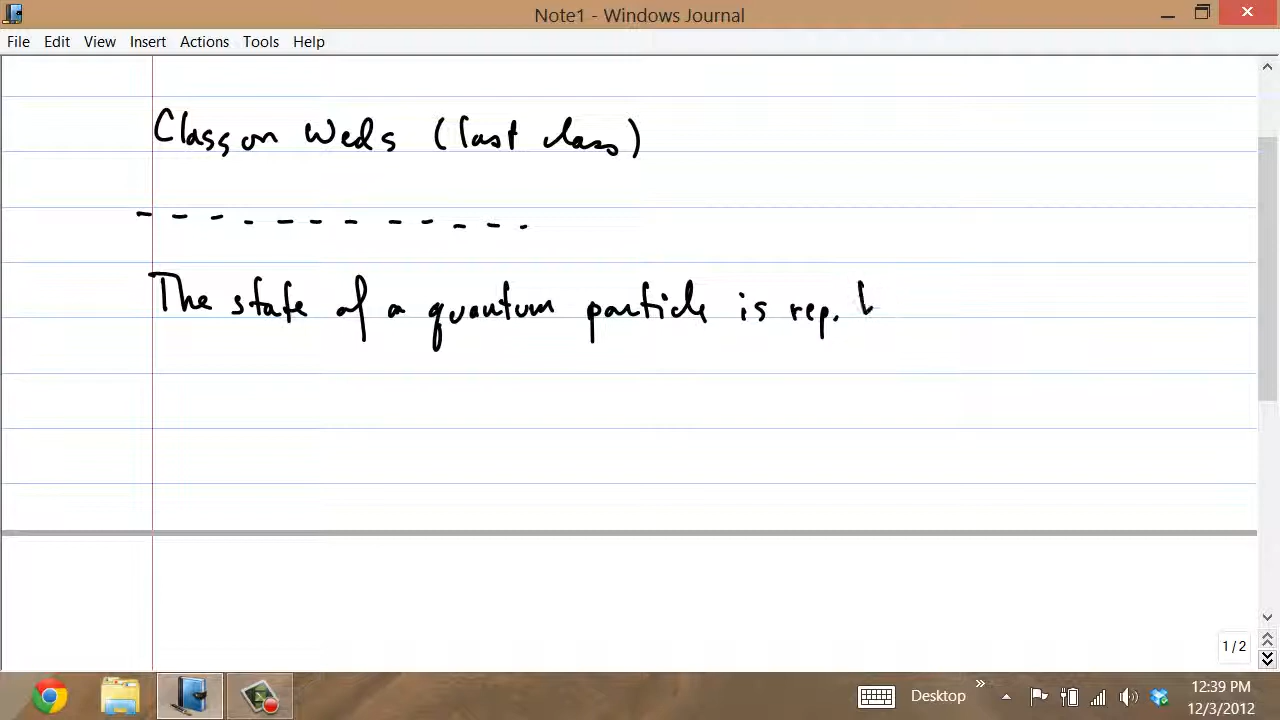 Note1 - Windows Journal
File Edit View Insert Actions Tools Help
Class on Weds (last class)
The state of a quantum particle is rep. b
1/2
Desktop
12:39 PM
12/3/2012